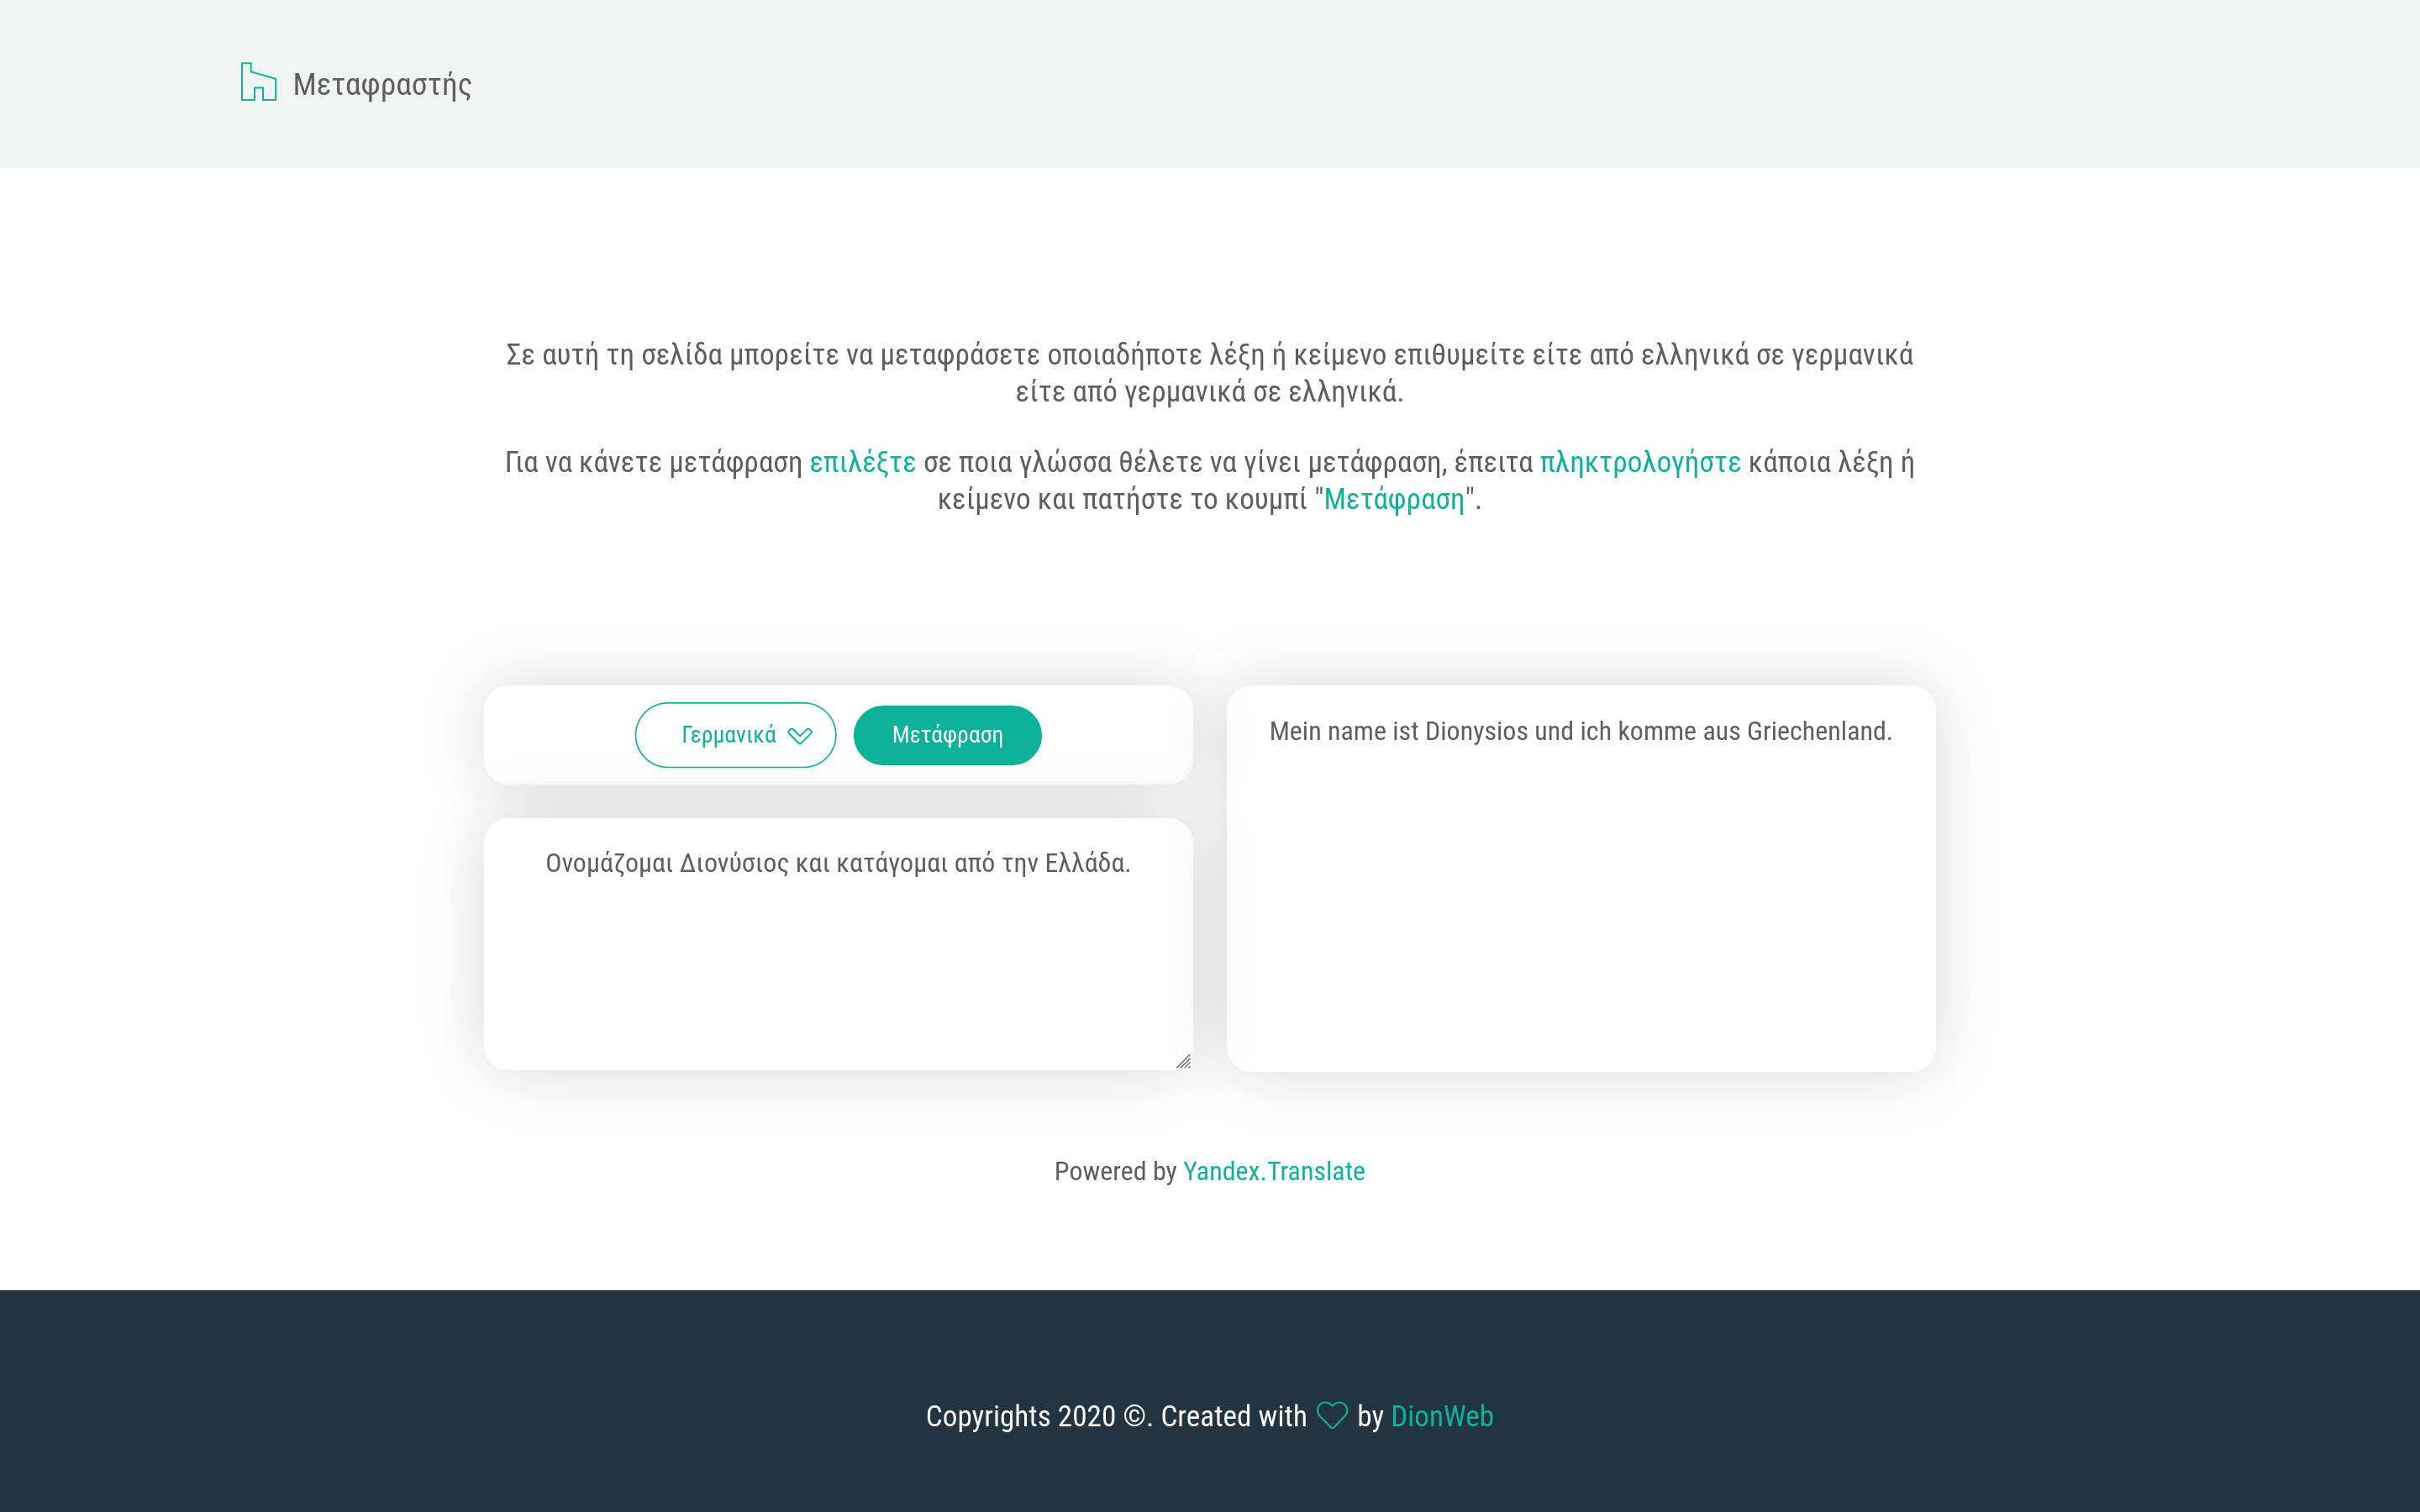 Μεταφραστής
Σε αυτή τη σελίδα μπορείτε να μεταφράσετε οποιαδήποτε λέξη ή κείμενο επιθυμείτε είτε από ελληνικά σε γερμανικά
είτε από γερμανικά σε ελληνικά.
Για να κάνετε μετάφραση επιλέξτε σε ποια γλώσσα θέλετε να γίνει μετάφραση, έπειτα πληκτρολογήστε κάποια λέξη ή
κείμενο και πατήστε το κουμπί "Μετάφραση".
Γερμανικά
Μετάφραση
Ονομάζομαι Διονύσιος και κατάγομαι από την Ελλάδα.
Mein name ist Dionysios und ich komme aus Griechenland.
Powered by Yandex.Translate
Copyrights 2020 ©. Created with by DionWeb